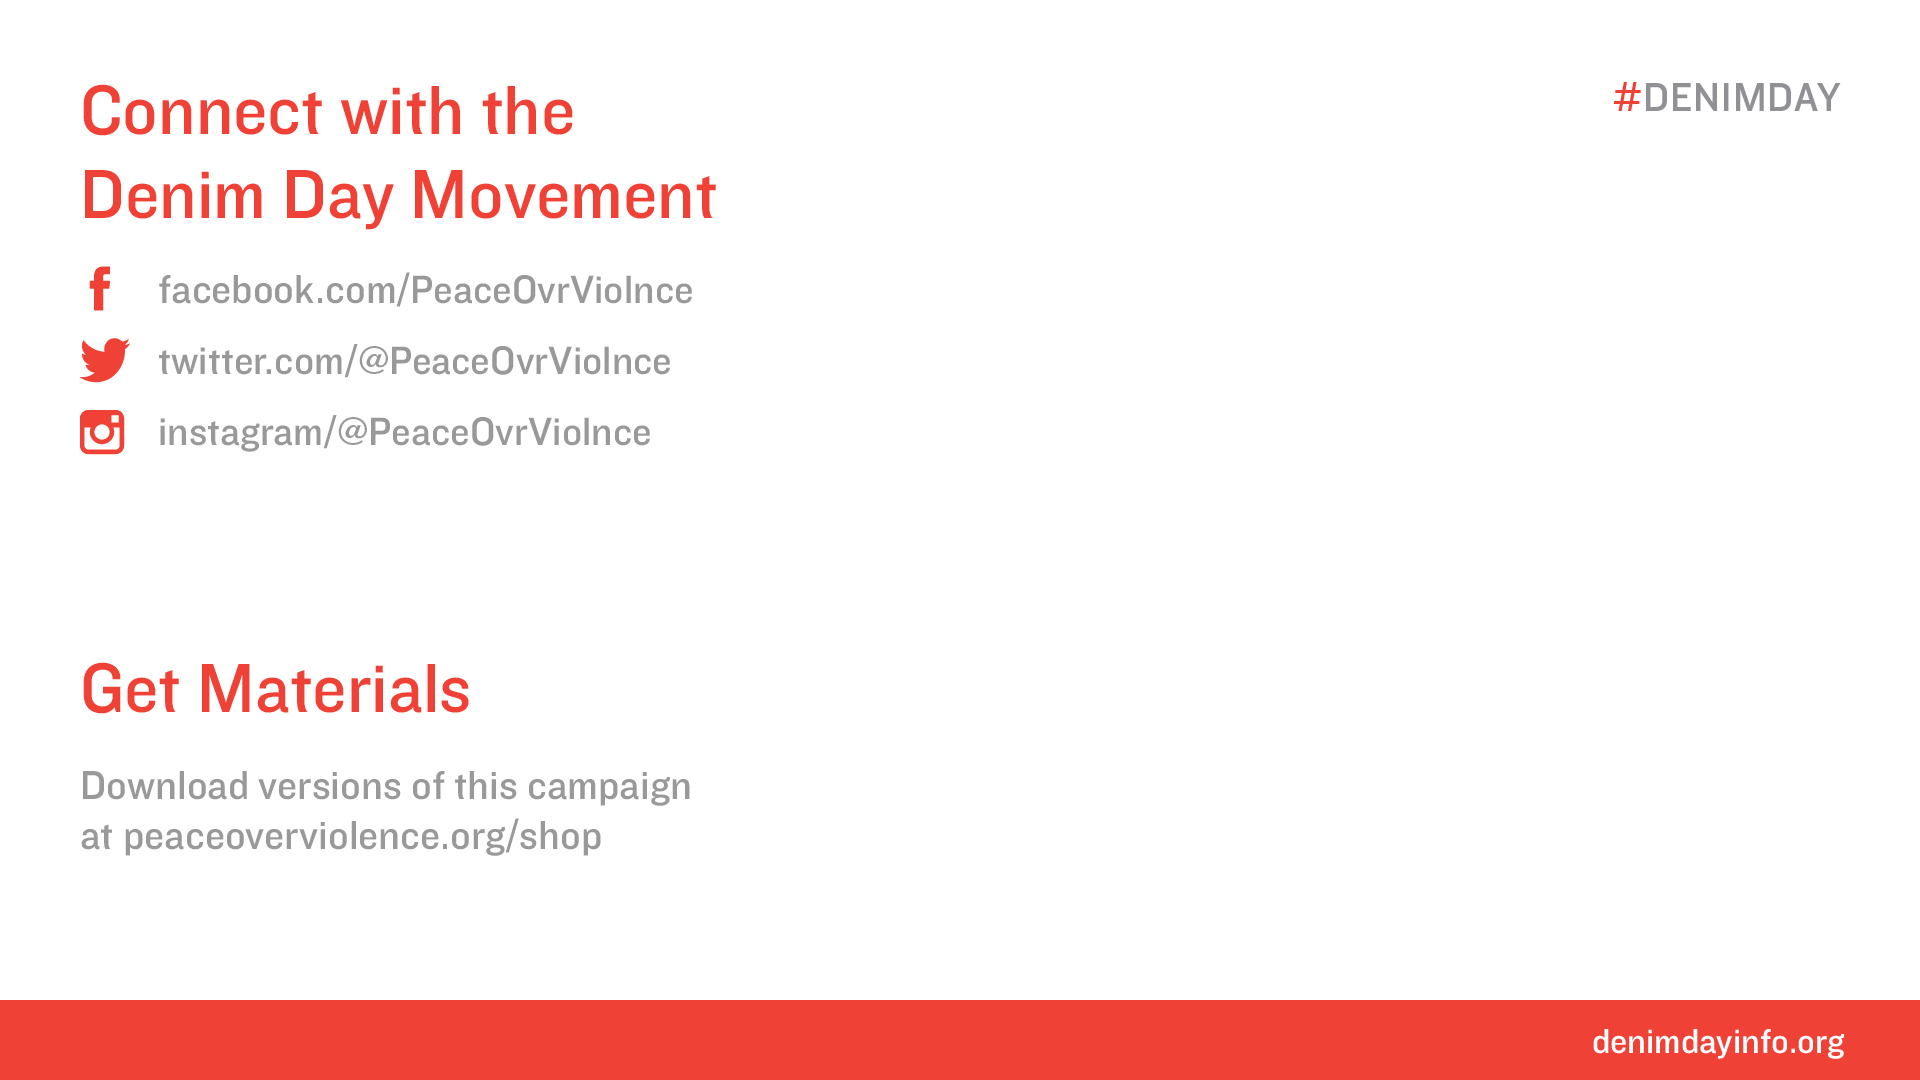 Connect with the
Denim Day Movement
#DENIMDAY
facebook.com/PeaceOvrViolnce
twitter.com/@PeaceOvrViolnce
instagram/@PeaceOvrViolnce
Get Materials
Download versions of this campaign
at peaceoverviolence.org/shop
denimdayinfo.org